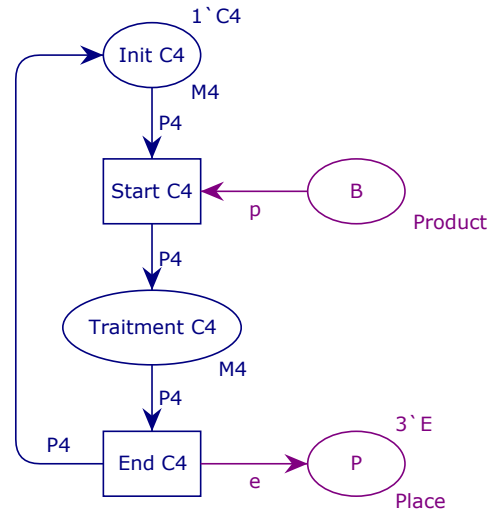 1`C4
Init C4
M4
P4
Start C4
p
B
Product
P4
Traitment C4
M4
P4
3`E
P4
End C4
e
P
Place